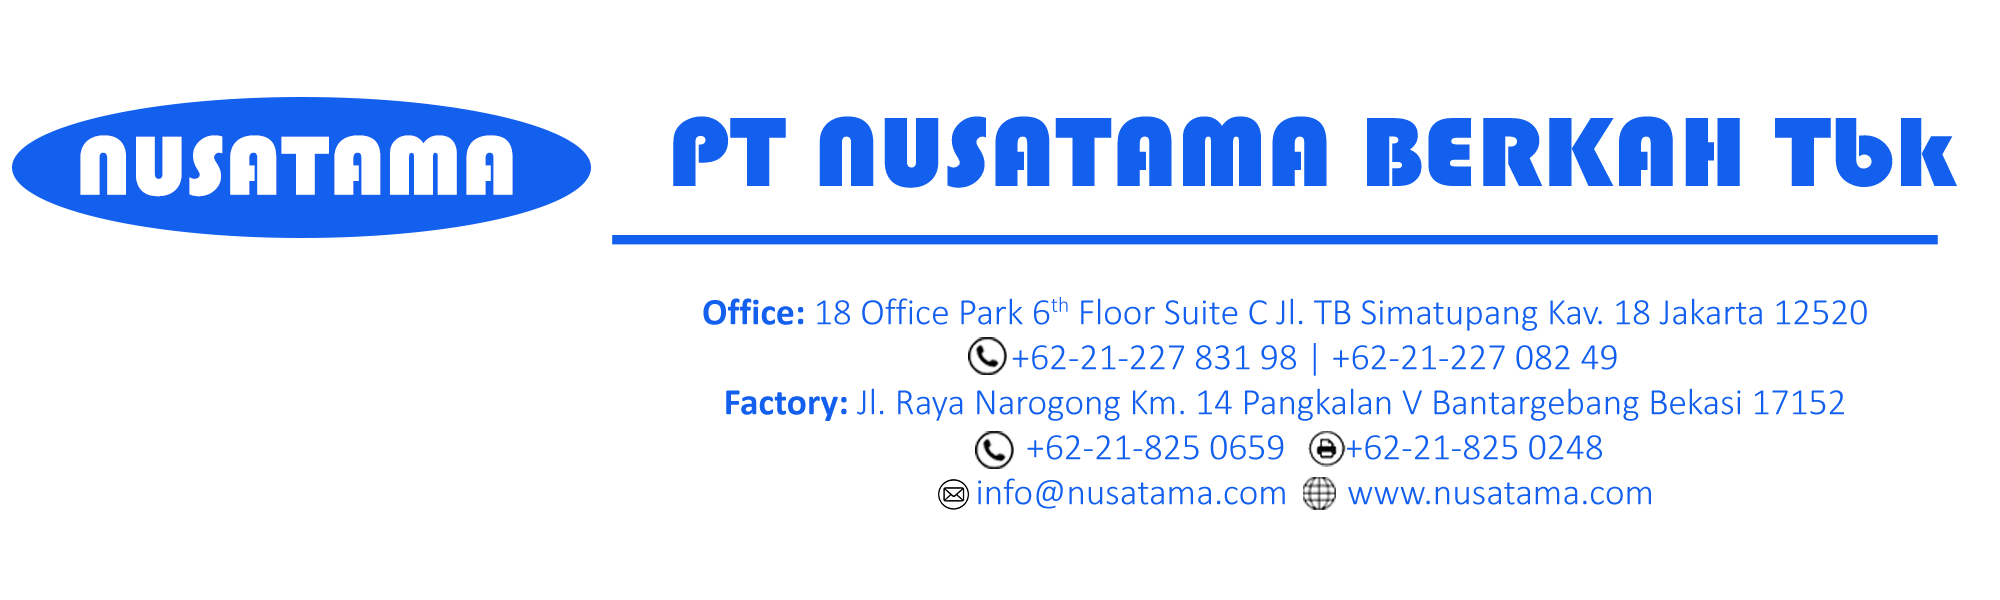 NUSATAMA
PT NUSATAMA BERKAH Tbk
Office: 18 Office Park 6th Floor Suite C Jl. TB Simatupang Kav. 18 Jakarta 12520
+62-21-227 831 98 | +62-21-227 082 49
Factory: Jl. Raya Narogong Km. 14 Pangkalan V Bantargebang Bekasi 17152
+62-21-825 0659 +62-21-825 0248
info@nusatama.com www.nusatama.com